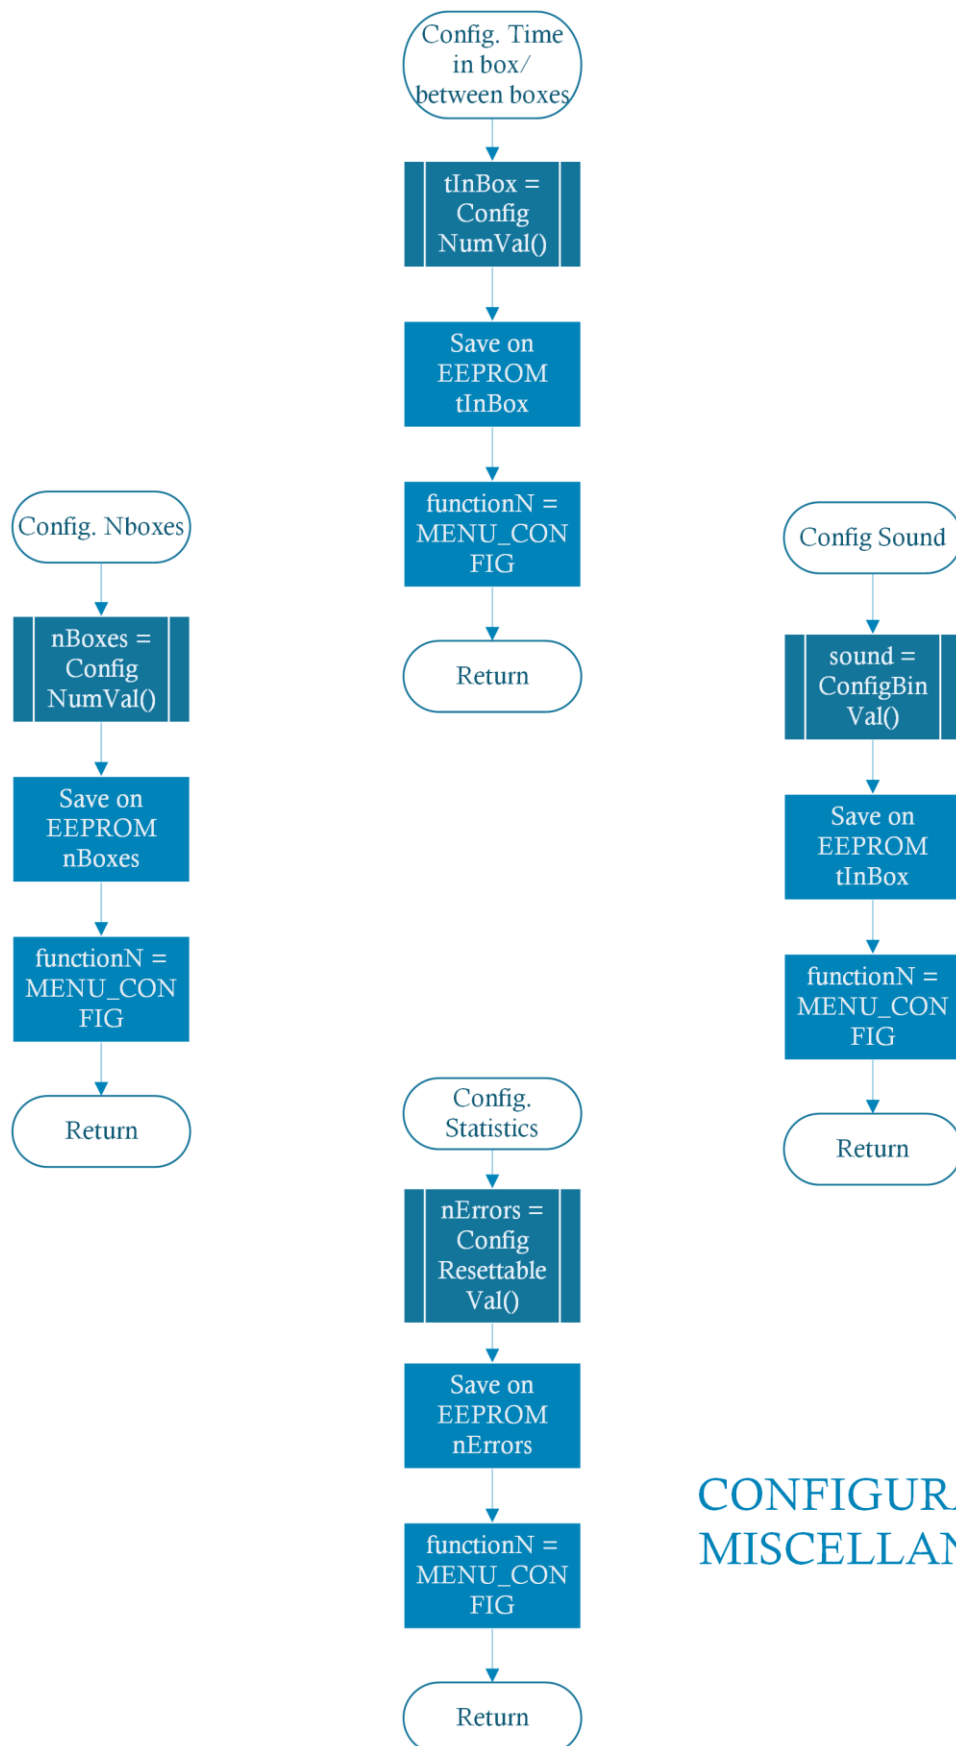 Config. Time
in box/
between boxes
tInBox =
Config
NumVal()
Save on
EEPROM
tInBox
functionN =
MENU_CON
FIG
Return
Config. Nboxes
nBoxes =
Config
NumVal()
Save on
EEPROM
nBoxes
functionN =
MENU_CON
FIG
Return
Config Sound
sound =
ConfigBin
Val()
Save on
EEPROM
tInBox
functionN =
MENU_CON
FIG
Return
Config.
Statistics
nErrors =
Config
Resettable
Val()
Save on
EEPROM
nErrors
functionN =
MENU_CON
FIG
Return